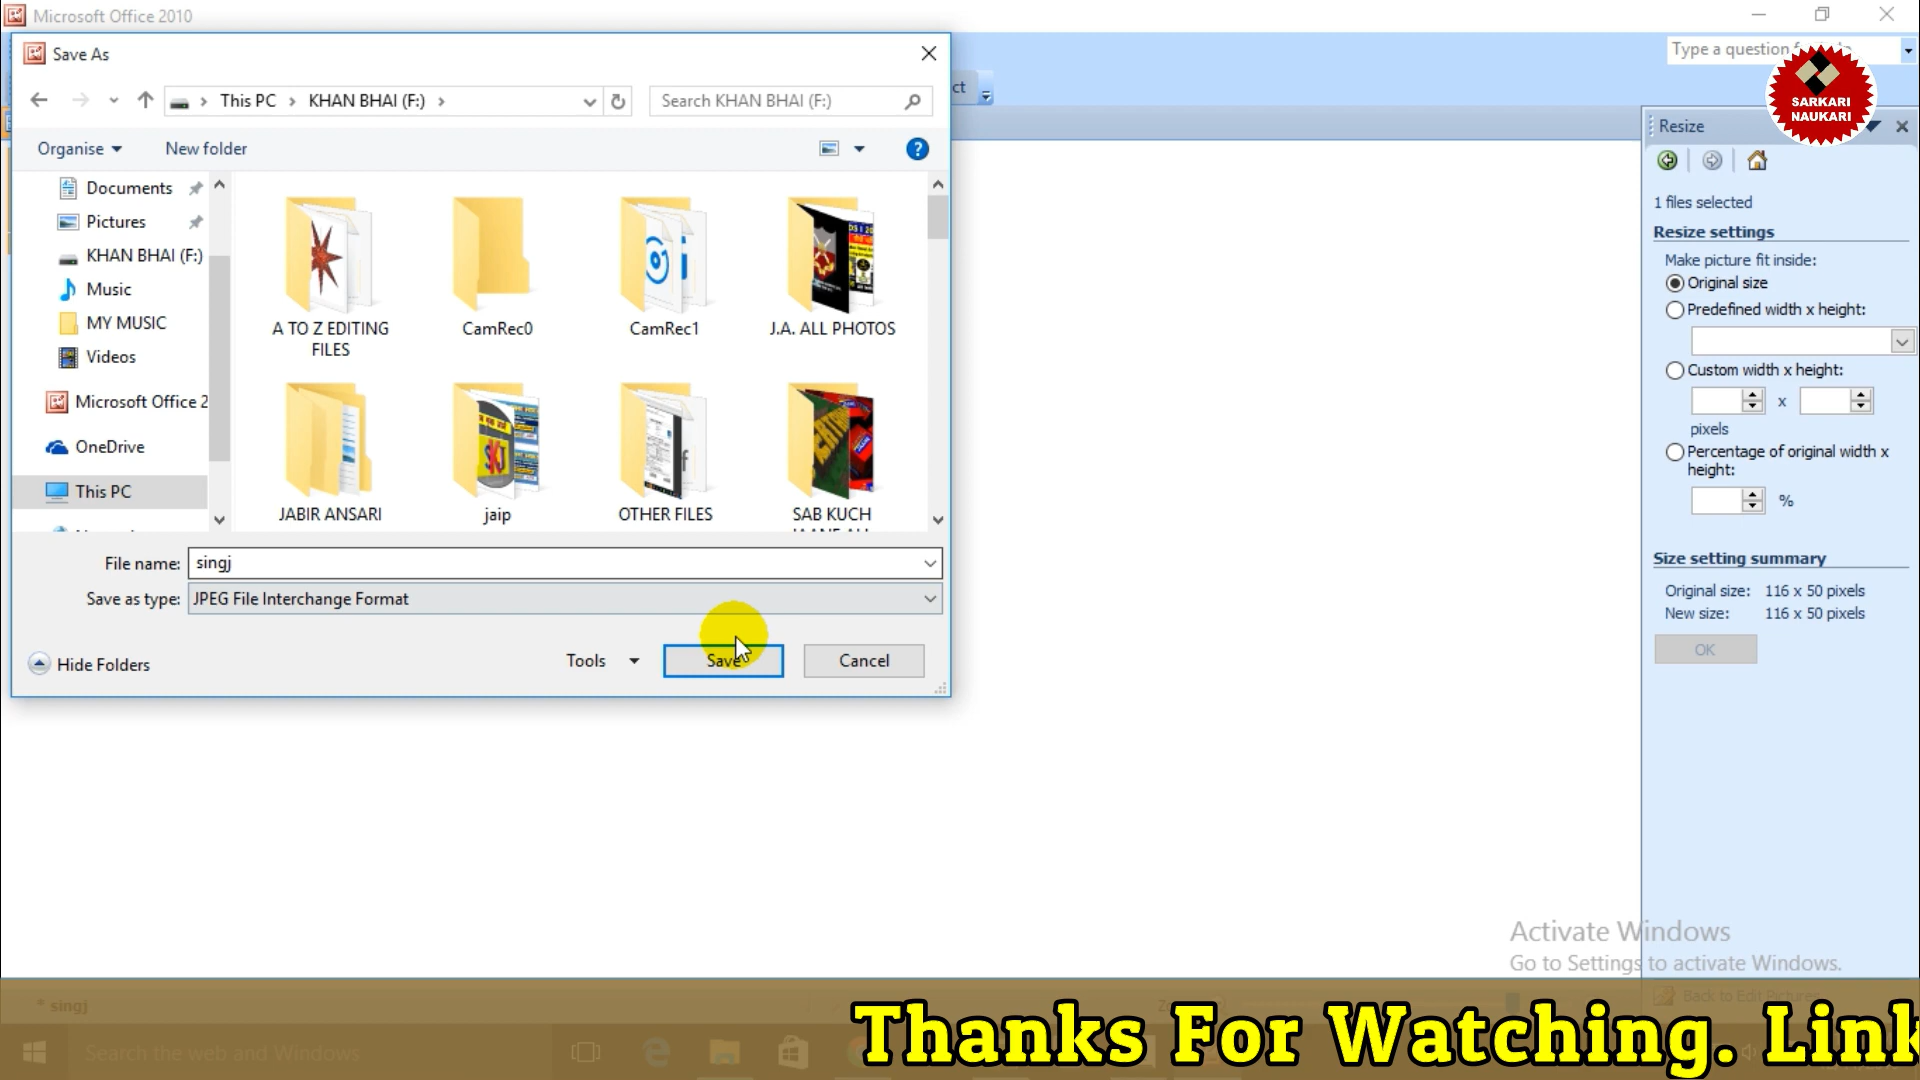 Microsoft Office 2010
Save As
This PC > KHAN BHAI (F:) >
Search KHAN BHAI (F:)
Organise
New folder
Documents
Pictures
KHAN BHAI (F:)
Music
MY MUSIC
Videos
Microsoft Office 2
OneDrive
This PC
A TO Z EDITING
FILES
CamRec0
CamRec1
J.A. ALL PHOTOS
JABIR ANSARI
jaip
OTHER FILES
SAB KUCH
File name: singj
Save as type: JPEG File Interchange Format
Hide Folders
Tools
Save
Cancel
ct
Type a question
SARKARI
NAUKARI
Resize
1 files selected
Resize settings
Make picture fit inside:
Original size
Predefined width x height:
Custom width x height:
x
pixels
Percentage of original width x
height:
%
Size setting summary
Original size: 116 x 50 pixels
New size: 116 x 50 pixels
OK
Activate Windows
Go to Settings to activate Windows.
* singj
Back to Edit Pictures
Search the web and Windows
Thanks For Watching. Link